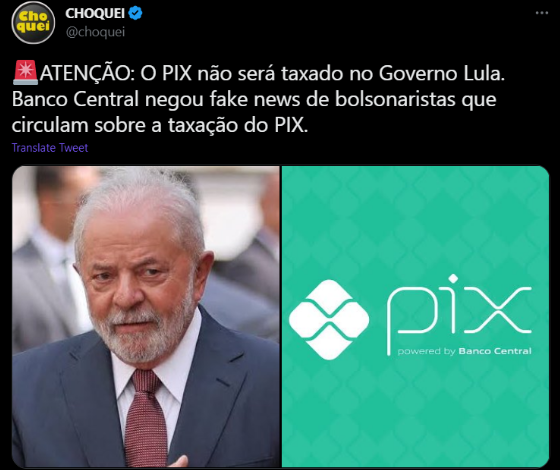 CHOQUEI
@choquei
ATENÇÃO: O PIX não será taxado no Governo Lula.
Banco Central negou fake news de bolsonaristas que
circulam sobre a taxação do PIX.
Translate Tweet
Cho
quei
pix
powered by Banco Central